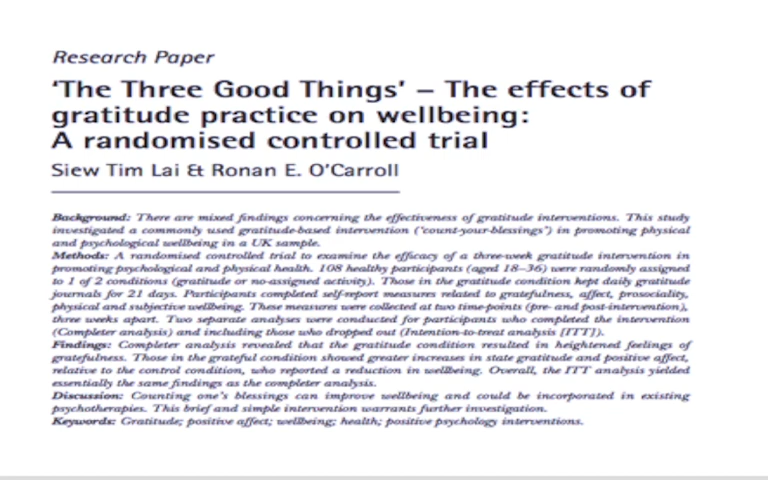 Research Paper
‘The Three Good Things’ – The effects of
gratitude practice on wellbeing:
A randomised controlled trial
Siew Tim Lai & Ronan E. O’Carroll
Background: There are mixed findings concerning the effectiveness of gratitude interventions. This study
investigated a commonly used gratitude-based intervention (‘count-your-blessings’) in promoting physical
and psychological wellbeing in a UK sample.
Methods: A randomised controlled trial to examine the efficacy of a three-week gratitude intervention in
promoting psychological and physical health. 108 healthy participants (aged 18–36) were randomly assigned
to 1 of 2 conditions (gratitude or no-assigned activity). Those in the gratitude condition kept daily gratitude
journals for 21 days. Participants completed self-report measures related to gratefulness, affect, prosociality,
physical and subjective wellbeing. These measures were collected at two time-points (pre- and post-intervention),
three weeks apart. Two separate analyses were conducted for participants who completed the intervention
(Completer analysis) and including those who dropped out (Intention-to-treat analysis [ITT]).
Findings: Completer analysis revealed that the gratitude condition resulted in heightened feelings of
gratefulness. Those in the grateful condition showed greater increases in state gratitude and positive affect,
relative to the control condition, who reported a reduction in wellbeing. Overall, the ITT analysis yielded
essentially the same findings as the completer analysis.
Discussion: Counting one’s blessings can improve wellbeing and could be incorporated in existing
psychotherapies. This brief and simple intervention warrants further investigation.
Keywords: Gratitude; positive affect; wellbeing; health; positive psychology interventions.